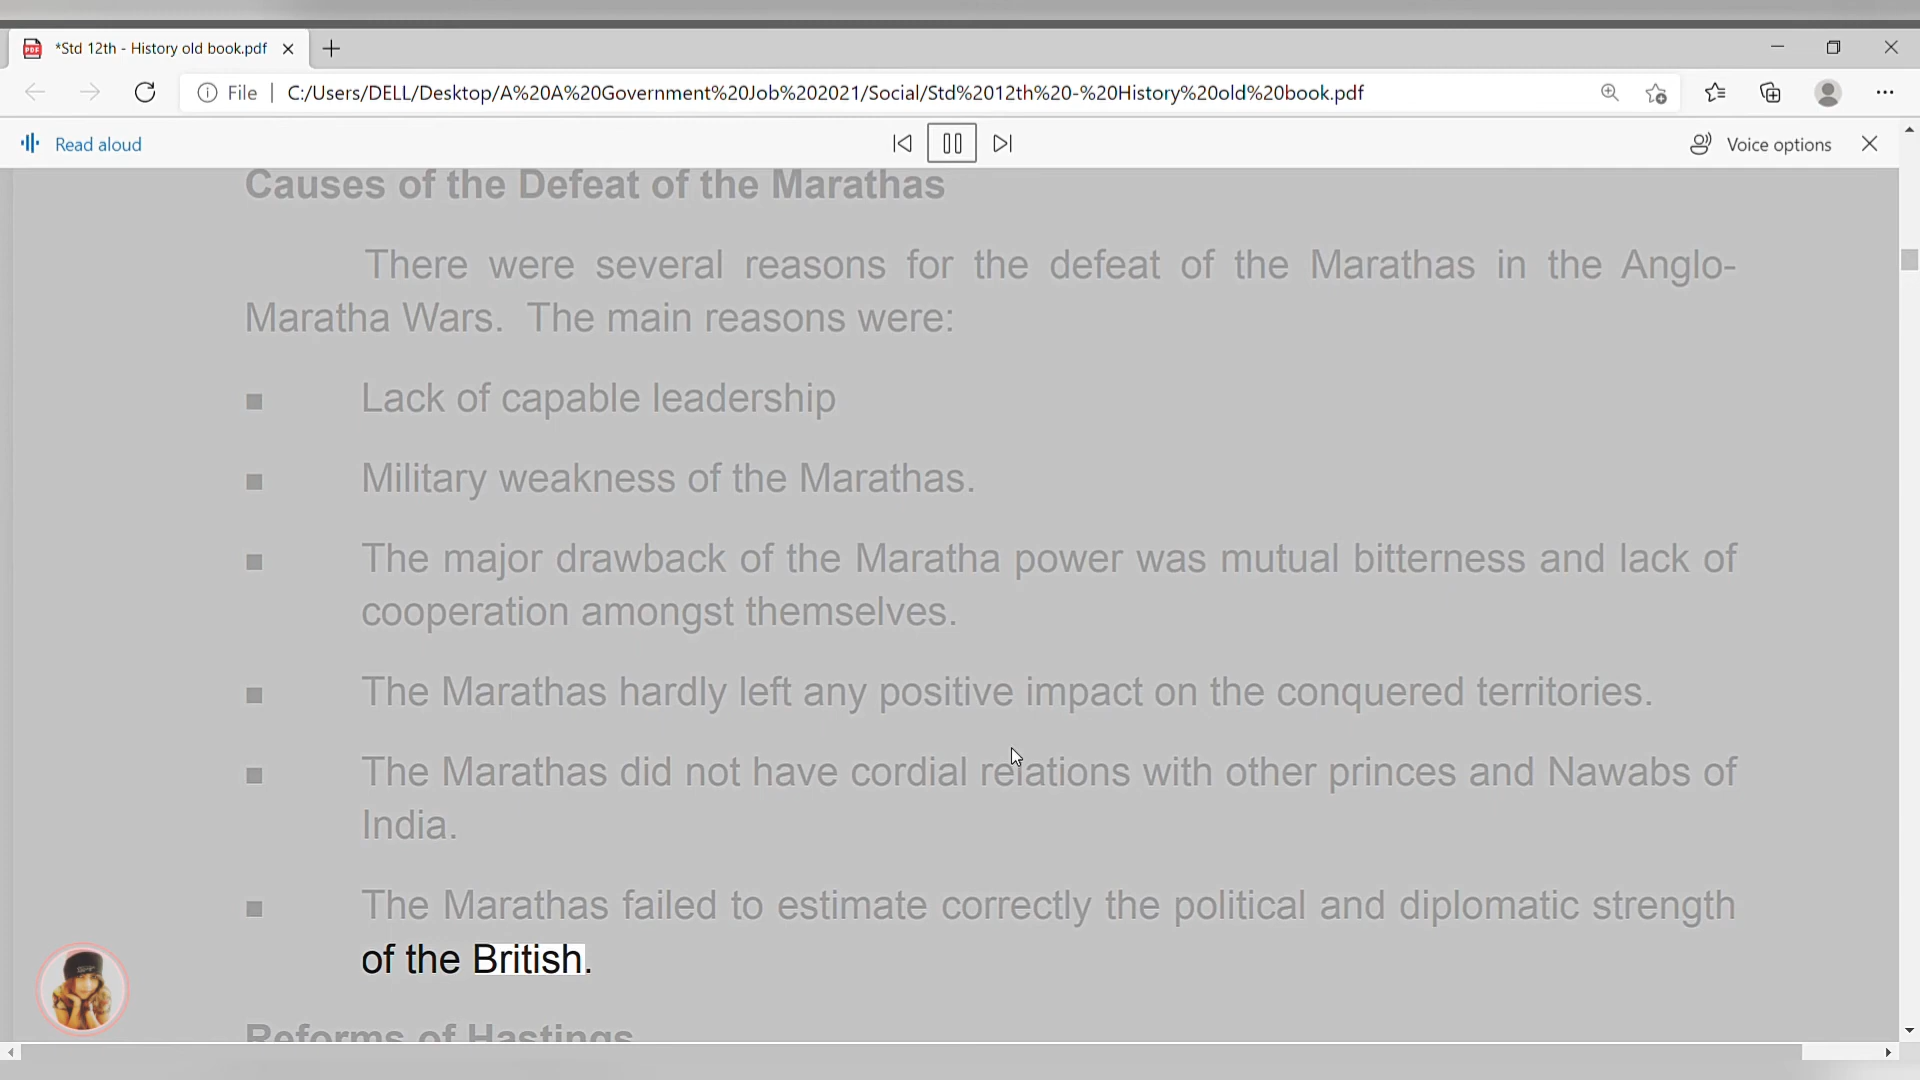 *Std 12th - History old book.pdf
File
C:/Users/DELL/Desktop/A%20A%20Government%20Job%202021/Social/Std%2012th%20-%20History%20old%20book.pdf
Read aloud
Voice options
Causes of the Defeat of the Marathas
There were several reasons for the defeat of the Marathas in the Anglo-
Maratha Wars. The main reasons were:
■ Lack of capable leadership
■ Military weakness of the Marathas.
■ The major drawback of the Maratha power was mutual bitterness and lack of
cooperation amongst themselves.
■ The Marathas hardly left any positive impact on the conquered territories.
■ The Marathas did not have cordial relations with other princes and Nawabs of
India.
■ The Marathas failed to estimate correctly the political and diplomatic strength
of the British.
Reforms of Hastings